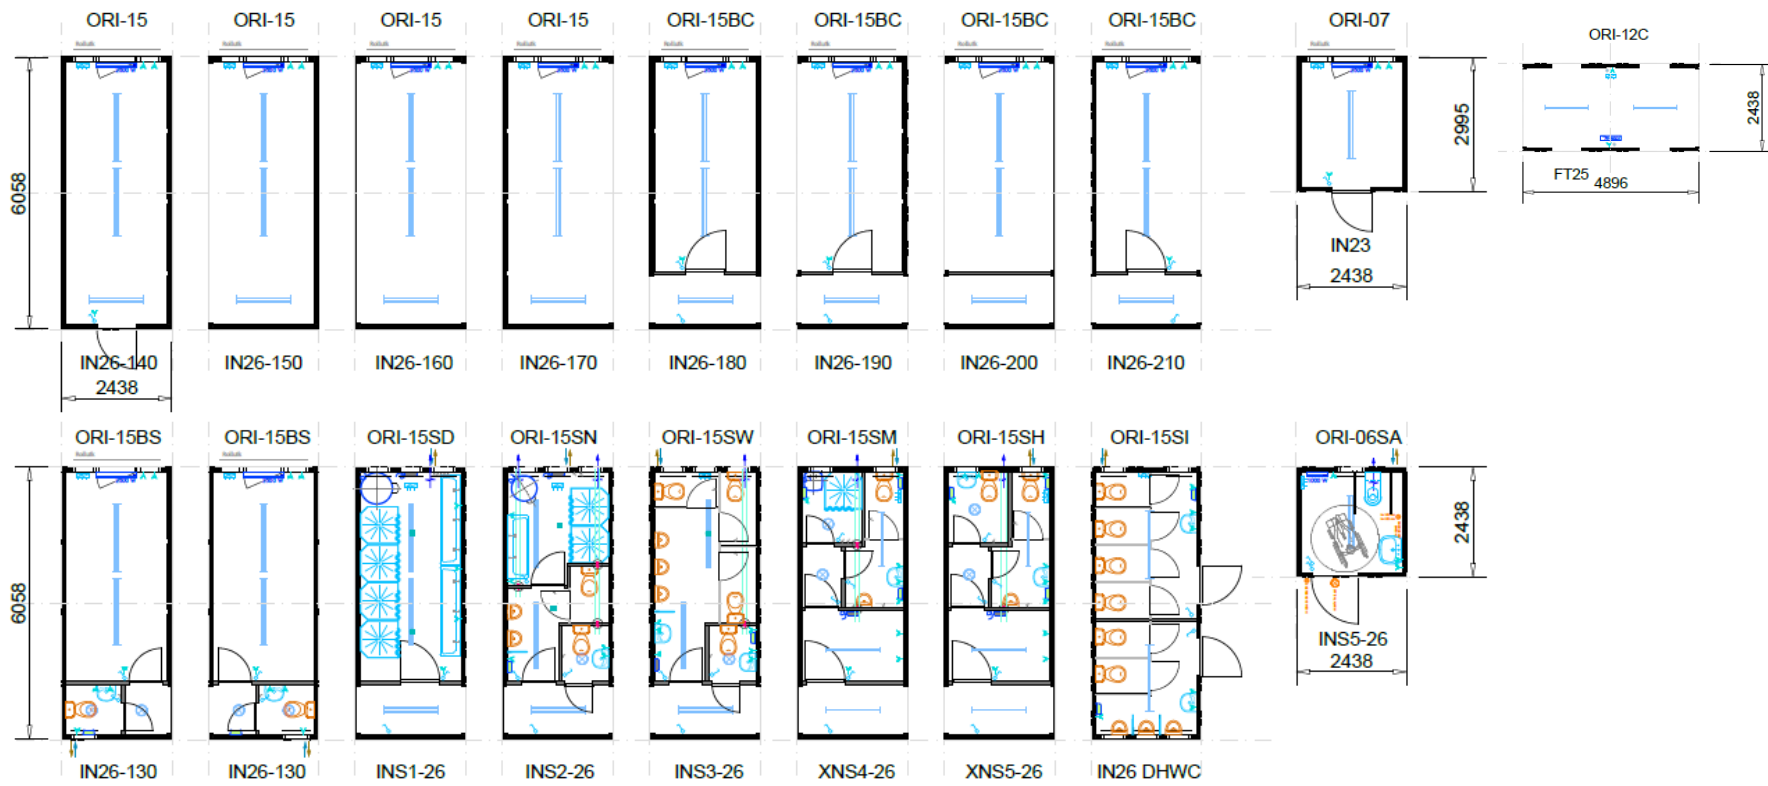 ORI-15 ORI-15 ORI-15 ORI-15 ORI-15BC ORI-15BC ORI-15BC ORI-15BC ORI-07
ORI-12C
6058
2995
2438
FT25 4896
IN23
2438
IN26-140 IN26-150 IN26-160 IN26-170 IN26-180 IN26-190 IN26-200 IN26-210
2438
ORI-15BS ORI-15BS ORI-15SD ORI-15SN ORI-15SW ORI-15SM ORI-15SH ORI-15SI ORI-06SA
6058
2438
INS5-26
2438
IN26-130 IN26-130 INS1-26 INS2-26 INS3-26 XNS4-26 XNS5-26 IN26 DHWC